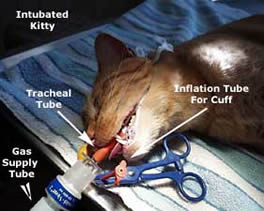 Intubated
Kitty
Tracheal
Tube
Inflation Tube
For Cuff
Gas
Supply
Tube